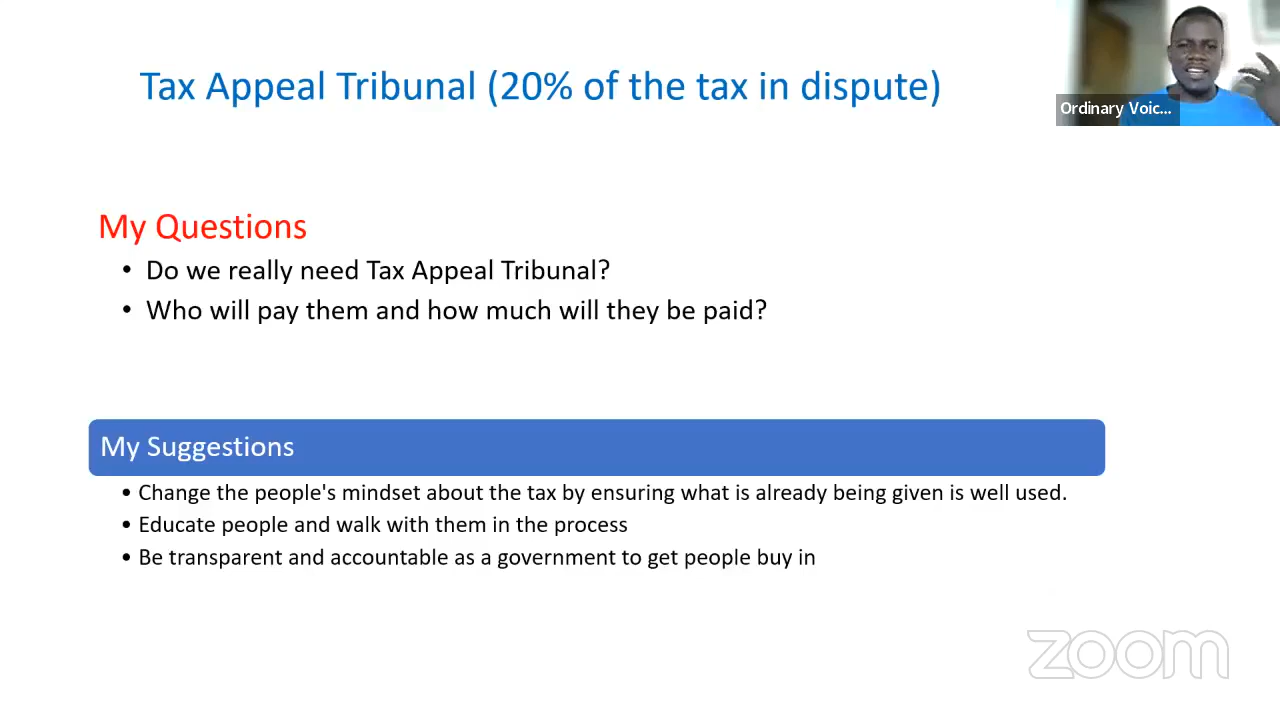 Tax Appeal Tribunal (20% of the tax in dispute)
Ordinary Voic...
My Questions
• Do we really need Tax Appeal Tribunal?
• Who will pay them and how much will they be paid?
My Suggestions
• Change the people's mindset about the tax by ensuring what is already being given is well used.
• Educate people and walk with them in the process
• Be transparent and accountable as a government to get people buy in
zoom